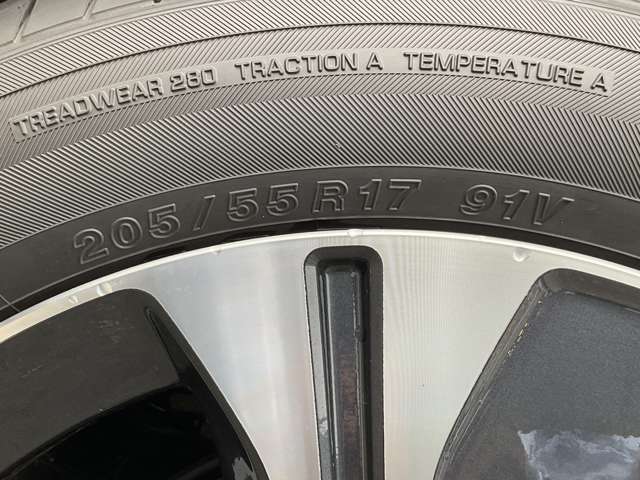 TREADWEAR 280 TRACTION A TEMPERATURE A
205/55R17 91V